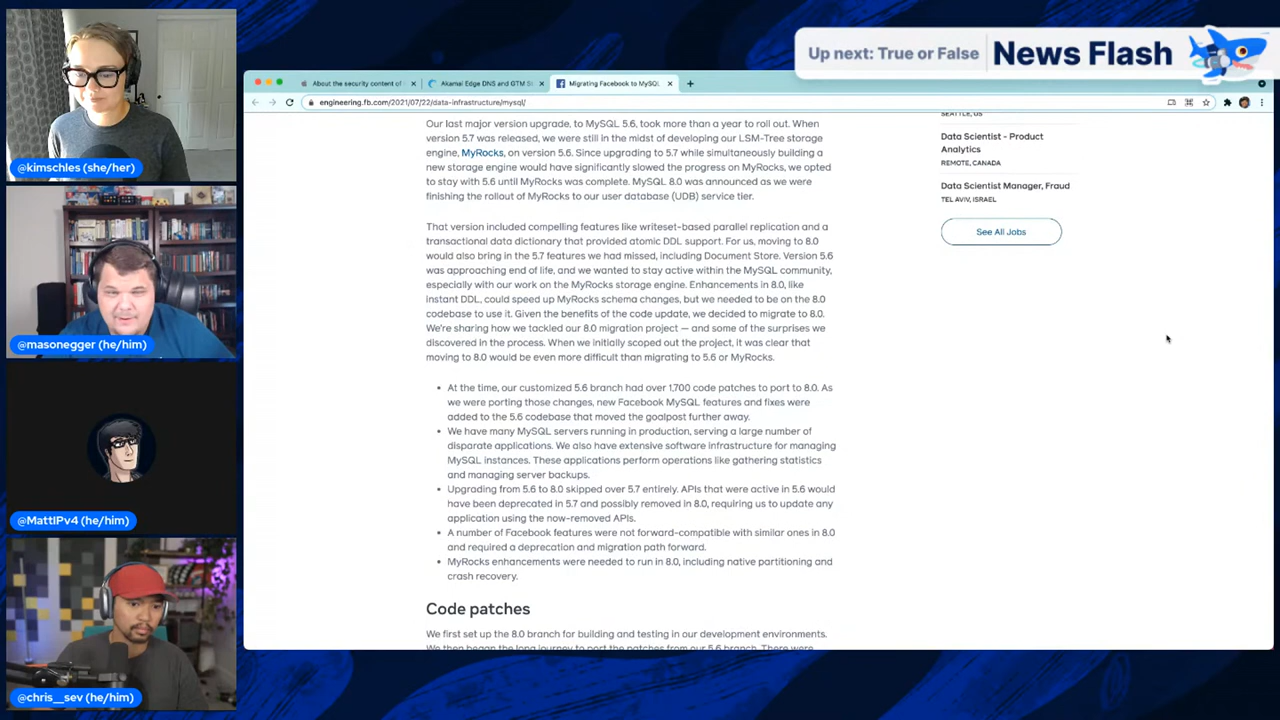 Up next: True or False
News Flash
@kimschles (she/her)
@masonegger (he/him)
@MattIPv4 (he/him)
@chris__sev (he/him)
About the security content of
Akamai Edge DNS and GTM
Migrating Facebook to MySQL
engineering.fb.com/2021/07/22/data-infrastructure/mysql/
Our last major version upgrade, to MySQL 5.6, took more than a year to roll out. When
version 5.7 was released, we were still in the midst of developing our LSM-Tree storage
engine, MyRocks, on version 5.6. Since upgrading to 5.7 while simultaneously building a
new storage engine would have significantly slowed the progress on MyRocks, we opted
to stay with 5.6 until MyRocks was complete. MySQL 8.0 was announced as we were
finishing the rollout of MyRocks to our user database (UDB) service tier.
That version included compelling features like writeset-based parallel replication and a
transactional data dictionary that provided atomic DDL support. For us, moving to 8.0
would also bring in the 5.7 features we had missed, including Document Store. Version 5.6
was approaching end of life, and we wanted to stay active within the MySQL community,
especially with our work on the MyRocks storage engine. Enhancements in 8.0, like
instant DDL, could speed up MyRocks schema changes, but we needed to be on the 8.0
codebase to use it. Given the benefits of the code update, we decided to migrate to 8.0.
We're sharing how we tackled our 8.0 migration project — and some of the surprises we
discovered in the process. When we initially scoped out the project, it was clear that
moving to 8.0 would be even more difficult than migrating to 5.6 or MyRocks.
• At the time, our customized 5.6 branch had over 1,700 code patches to port to 8.0. As
we were porting those changes, new Facebook MySQL features and fixes were
added to the 5.6 codebase that moved the goalpost further away.
• We have many MySQL servers running in production, serving a large number of
disparate applications. We also have extensive software infrastructure for managing
MySQL instances. These applications perform operations like gathering statistics
and managing server backups.
• Upgrading from 5.6 to 8.0 skipped over 5.7 entirely. APIs that were active in 5.6 would
have been deprecated in 5.7 and possibly removed in 8.0, requiring us to update any
application using the now-removed APIs.
• A number of Facebook features were not forward-compatible with similar ones in 8.0
and required a deprecation and migration path forward.
• MyRocks enhancements were needed to run in 8.0, including native partitioning and
crash recovery.
Code patches
We first set up the 8.0 branch for building and testing in our development environments.
We then began the long journey to port the patches from our 5.6 branch. There were
SEATTLE, US
Data Scientist - Product
Analytics
REMOTE, CANADA
Data Scientist Manager, Fraud
TEL AVIV, ISRAEL
See All Jobs